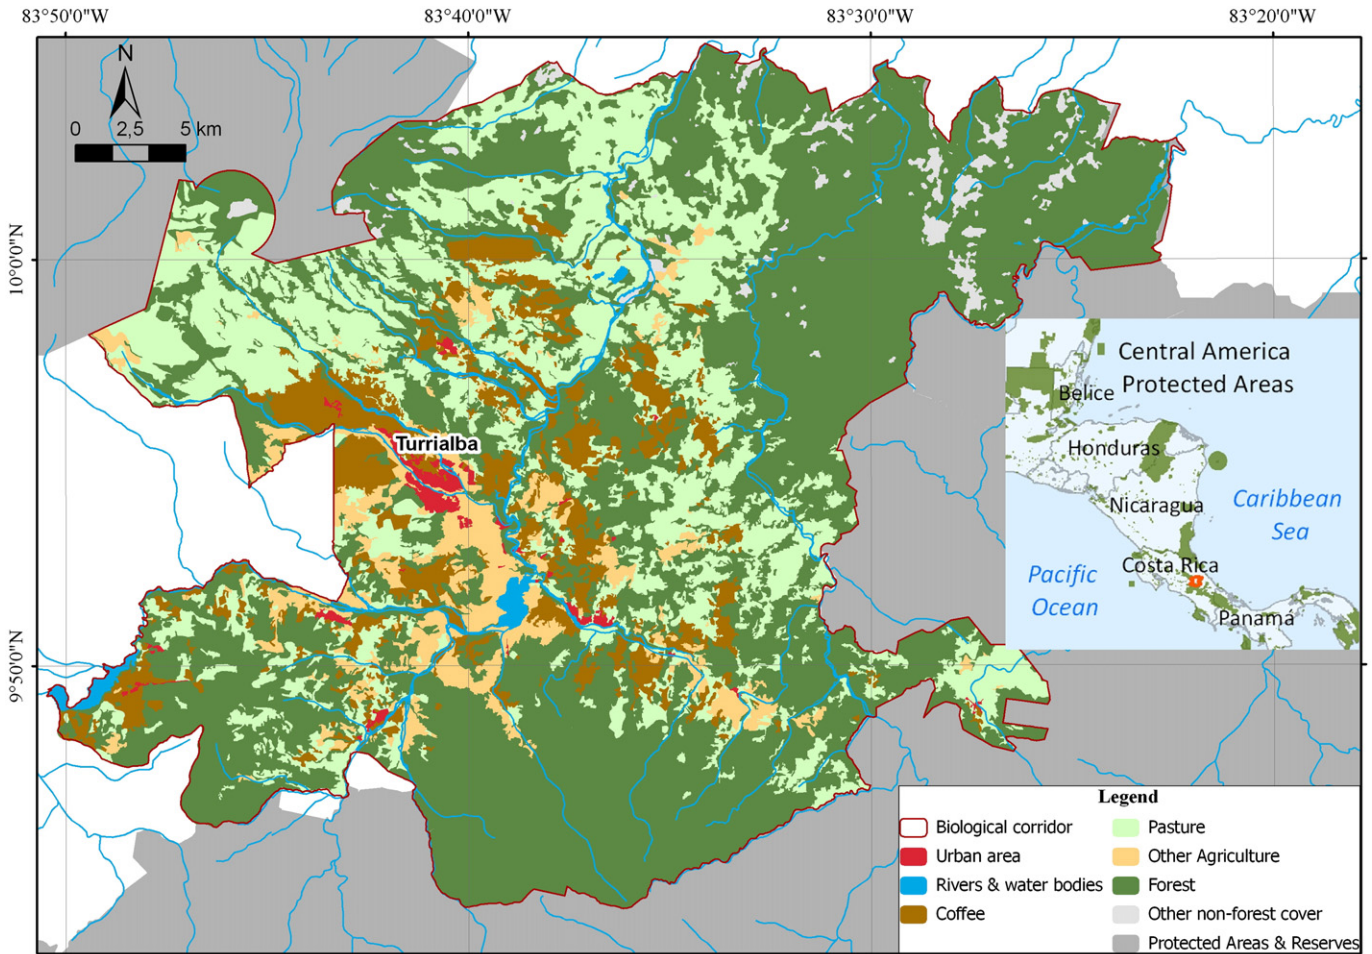 83°50'0"W 83°40'0"W 83°30'0"W 83°20'0"W
N
0 2,5 5 km
10°0'0"N
9°50'0"N
Turrialba
Central America
Protected Areas
Belice
Honduras
Nicaragua
Caribbean
Sea
Costa Rica
Pacific
Ocean
Panamá
Legend
Biological corridor
Urban area
Rivers & water bodies
Coffee
Pasture
Other Agriculture
Forest
Other non-forest cover
Protected Areas & Reserves